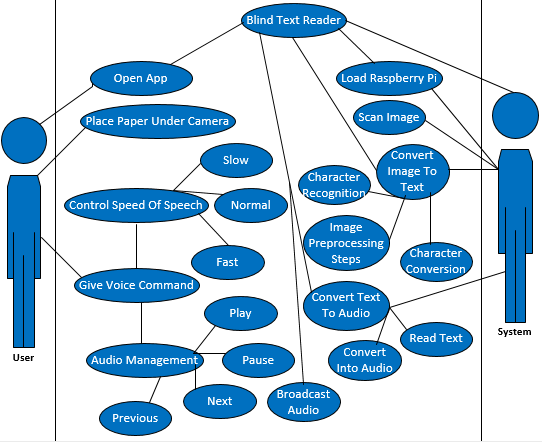 Blind Text Reader
Open App
Load Raspberry Pi
Place Paper Under Camera
Scan Image
Slow
Convert
Image To
Text
Character
Recognition
Control Speed Of Speech
Normal
Image
Preprocessing
Steps
Fast
Character
Conversion
Give Voice Command
Convert Text
To Audio
Play
User
System
Audio Management
Pause
Convert
Into Audio
Read Text
Next
Broadcast
Audio
Previous